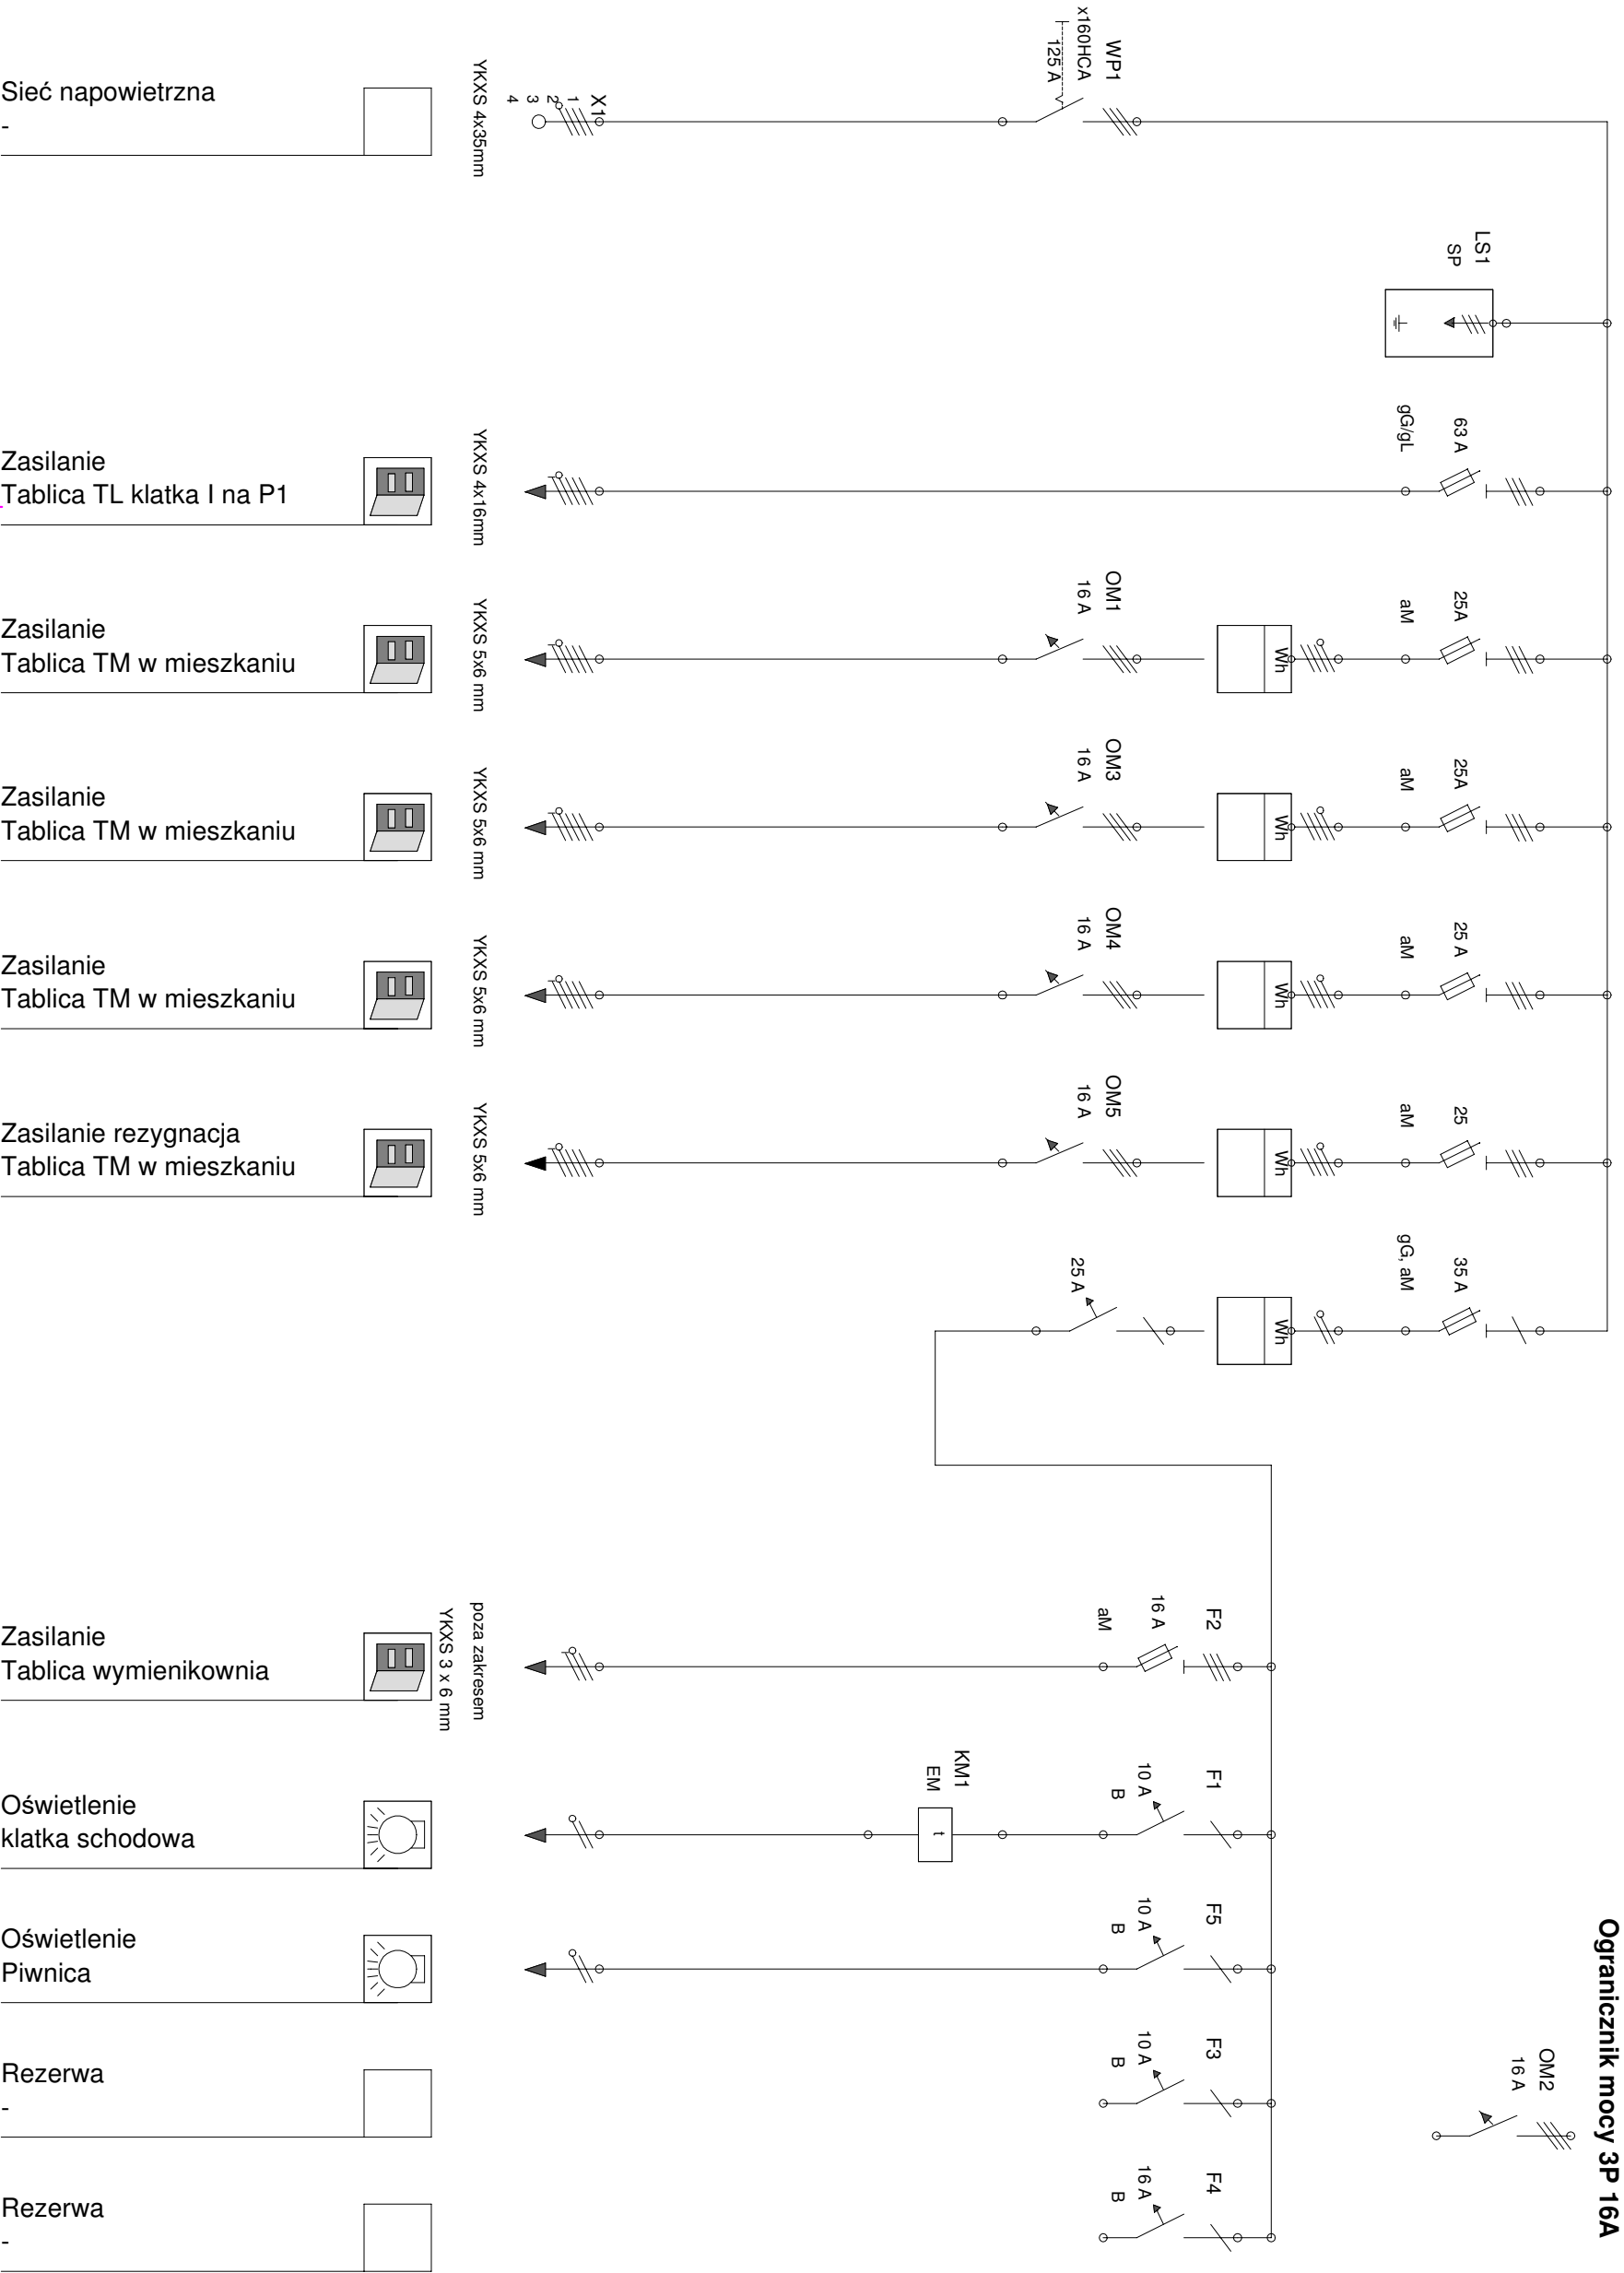 Sieć napowietrzna
-
YKXS 4x35mm
X1
1
2
3
4
WP1
x160HCA
125 A
LS1
SP
Zasilanie
Tablica TL klatka I na P1
YKXS 4x16mm
63 A
gG/gL
Zasilanie
Tablica TM w mieszkaniu
YKXS 5x6 mm
OM1
16 A
Wh
25A
aM
Zasilanie
Tablica TM w mieszkaniu
YKXS 5x6 mm
OM3
16 A
Wh
25A
aM
Zasilanie
Tablica TM w mieszkaniu
YKXS 5x6 mm
OM4
16 A
Wh
25 A
aM
Zasilanie rezygnacja
Tablica TM w mieszkaniu
YKXS 5x6 mm
OM5
16 A
Wh
25
aM
25 A
Wh
35 A
gG, aM
Zasilanie
Tablica wymienikownia
poza zakresem
YKXS 3 x 6 mm
F2
16 A
aM
Oświetlenie
klatka schodowa
KM1
EM
t
F1
10 A
B
Oświetlenie
Piwnica
F5
10 A
B
Rezerwa
-
F3
10 A
B
Rezerwa
-
F4
16 A
B
Ogranicznik mocy 3P 16A
OM2
16 A